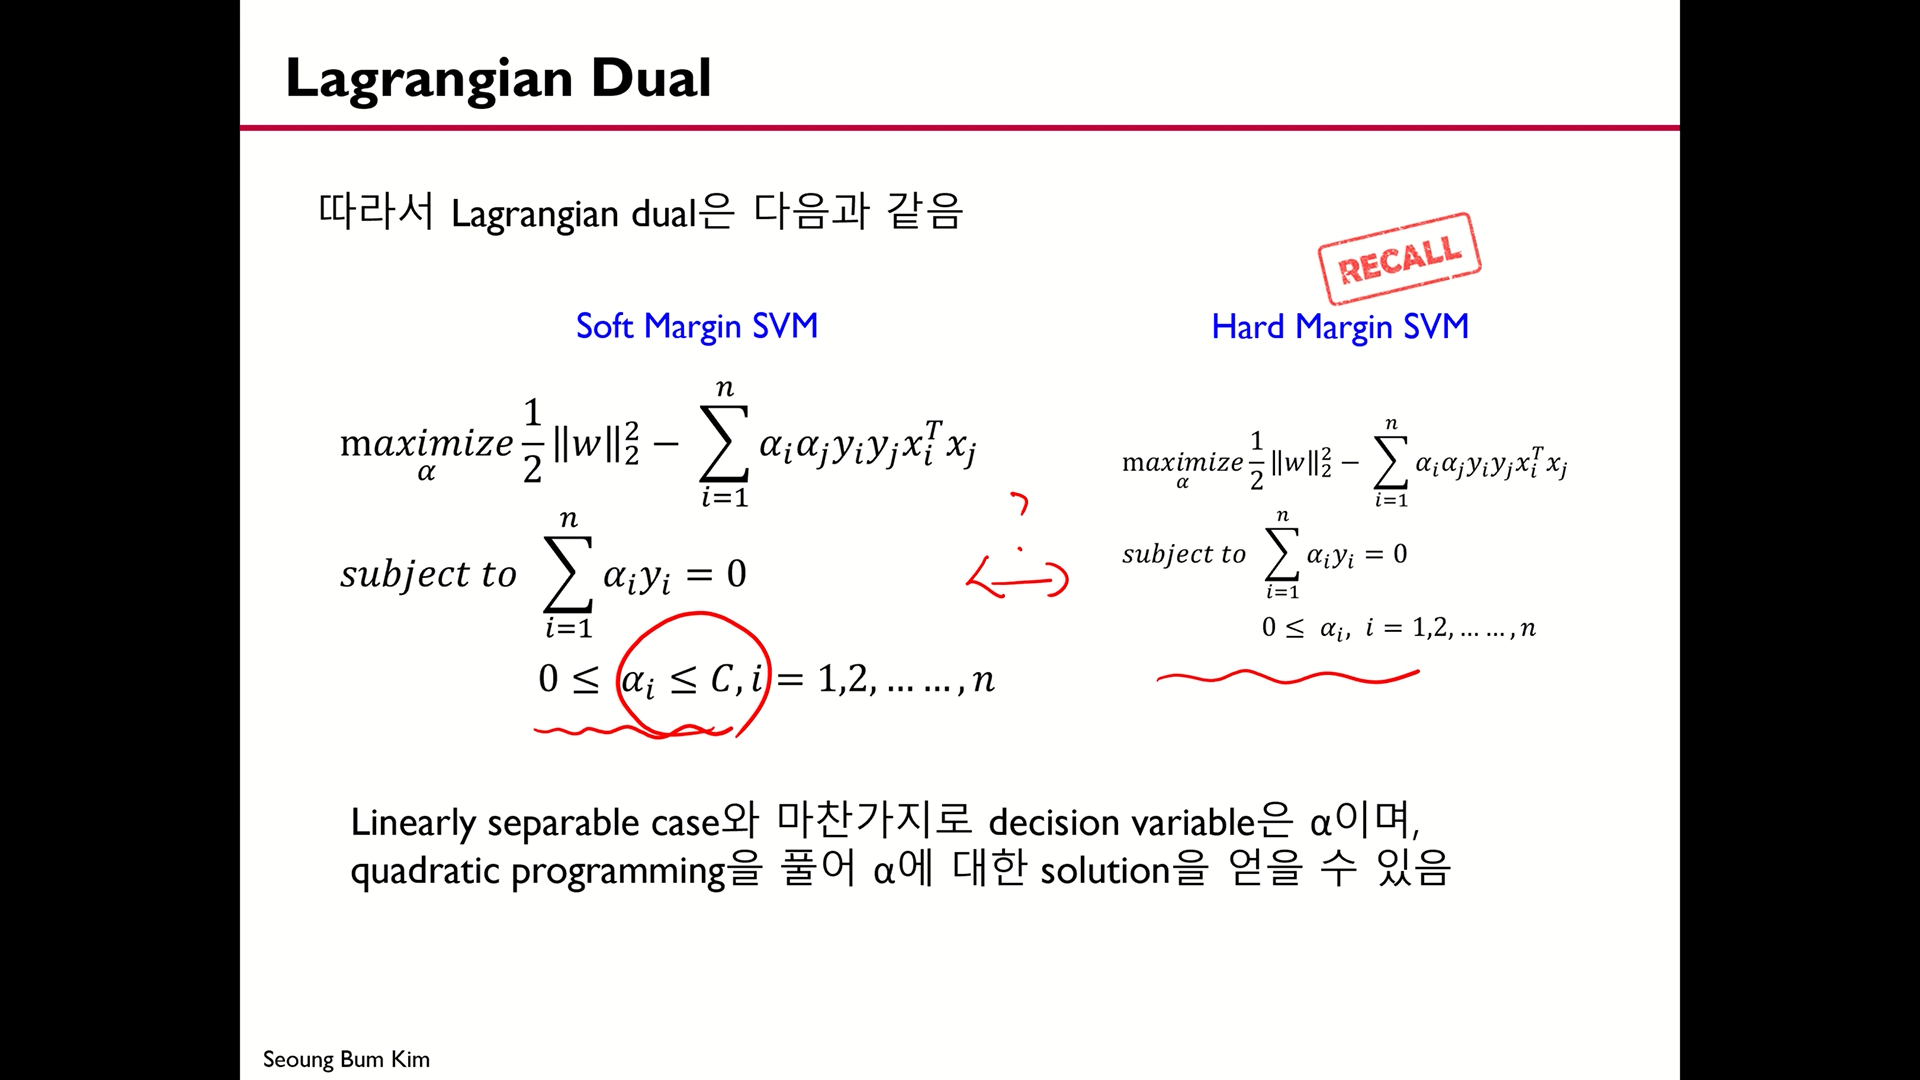 Lagrangian Dual
따라서 Lagrangian dual은 다음과 같음
RECALL
Soft Margin SVM
Hard Margin SVM
maximize_α 1/2 ‖w‖₂² − ∑_{i=1}^{n} αᵢαⱼyᵢyⱼxᵢᵀxⱼ
subject to ∑_{i=1}^{n} αᵢyᵢ = 0
0 ≤ αᵢ ≤ C, i = 1,2, … … , n
?
maximize_α 1/2 ‖w‖₂² − ∑_{i=1}^{n} αᵢαⱼyᵢyⱼxᵢᵀxⱼ
subject to ∑_{i=1}^{n} αᵢyᵢ = 0
0 ≤ αᵢ, i = 1,2, … … , n
Linearly separable case와 마찬가지로 decision variable은 α이며,
quadratic programming을 풀어 α에 대한 solution을 얻을 수 있음
Seoung Bum Kim